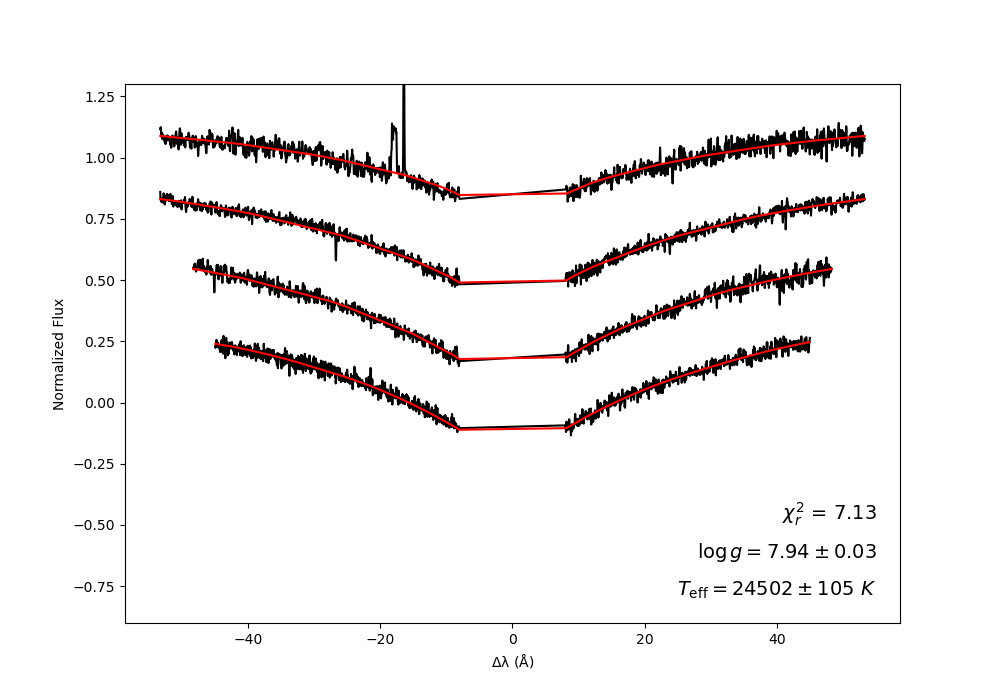 1.25
1.00
0.75
0.50
0.25
0.00
−0.25
−0.50
−0.75
Normalized Flux
χ²ᵣ = 7.13
log g = 7.94 ± 0.03
T_eff = 24502 ± 105 K
−40 −20 0 20 40
Δλ (Å)